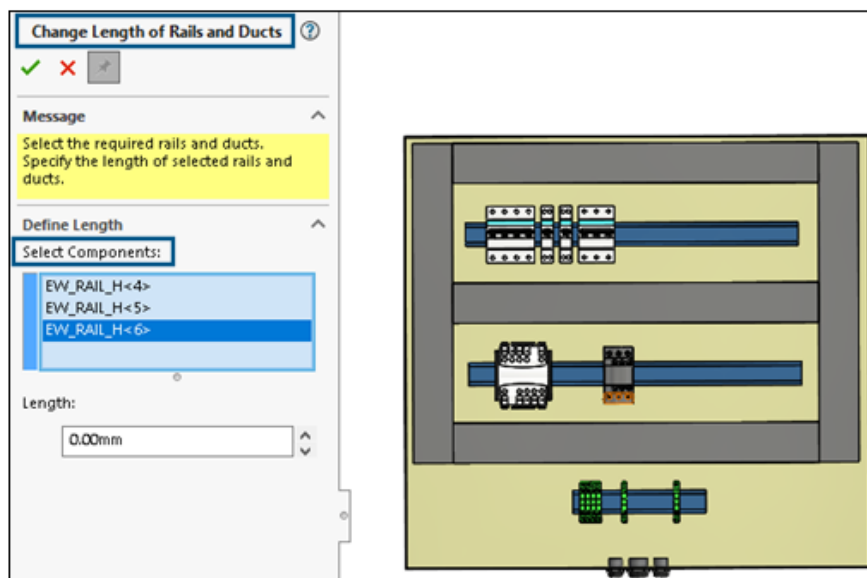 Change Length of Rails and Ducts
Message
Select the required rails and ducts.
Specify the length of selected rails and
ducts.
Define Length
Select Components:
EW_RAIL_H<4>
EW_RAIL_H<5>
EW_RAIL_H<6>
Length:
0.00mm